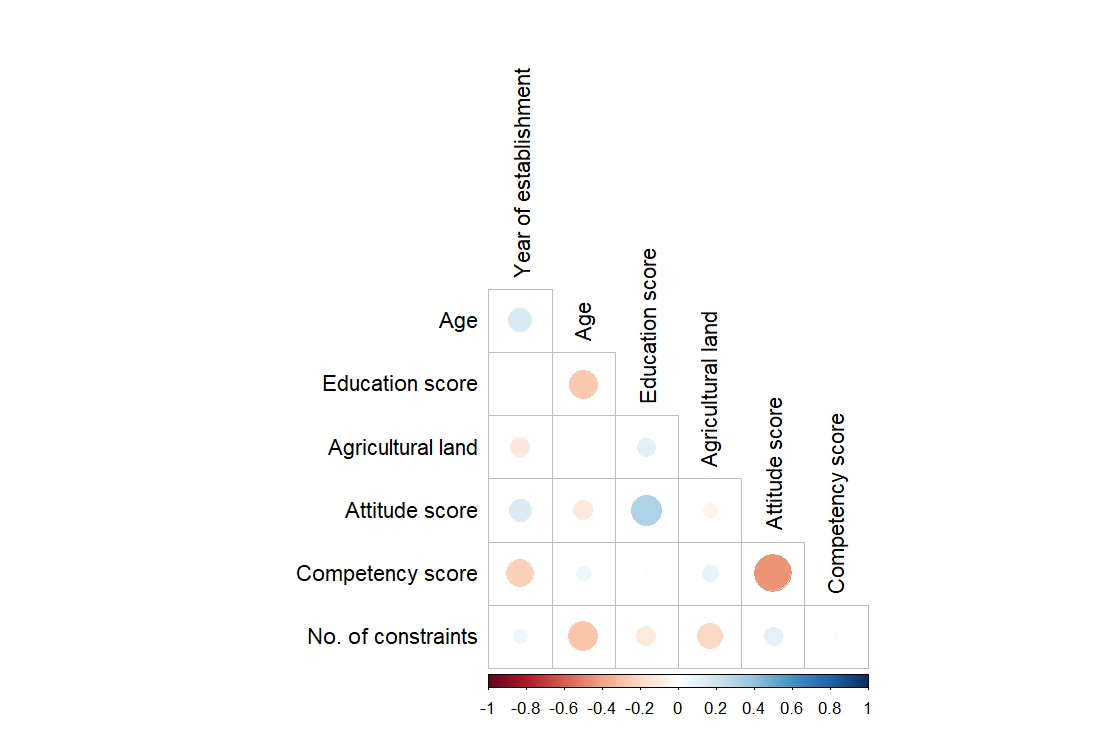 Year of establishment
Age
Education score
Agricultural land
Attitude score
Competency score
Age
Education score
Agricultural land
Attitude score
Competency score
No. of constraints
-1 -0.8 -0.6 -0.4 -0.2 0 0.2 0.4 0.6 0.8 1